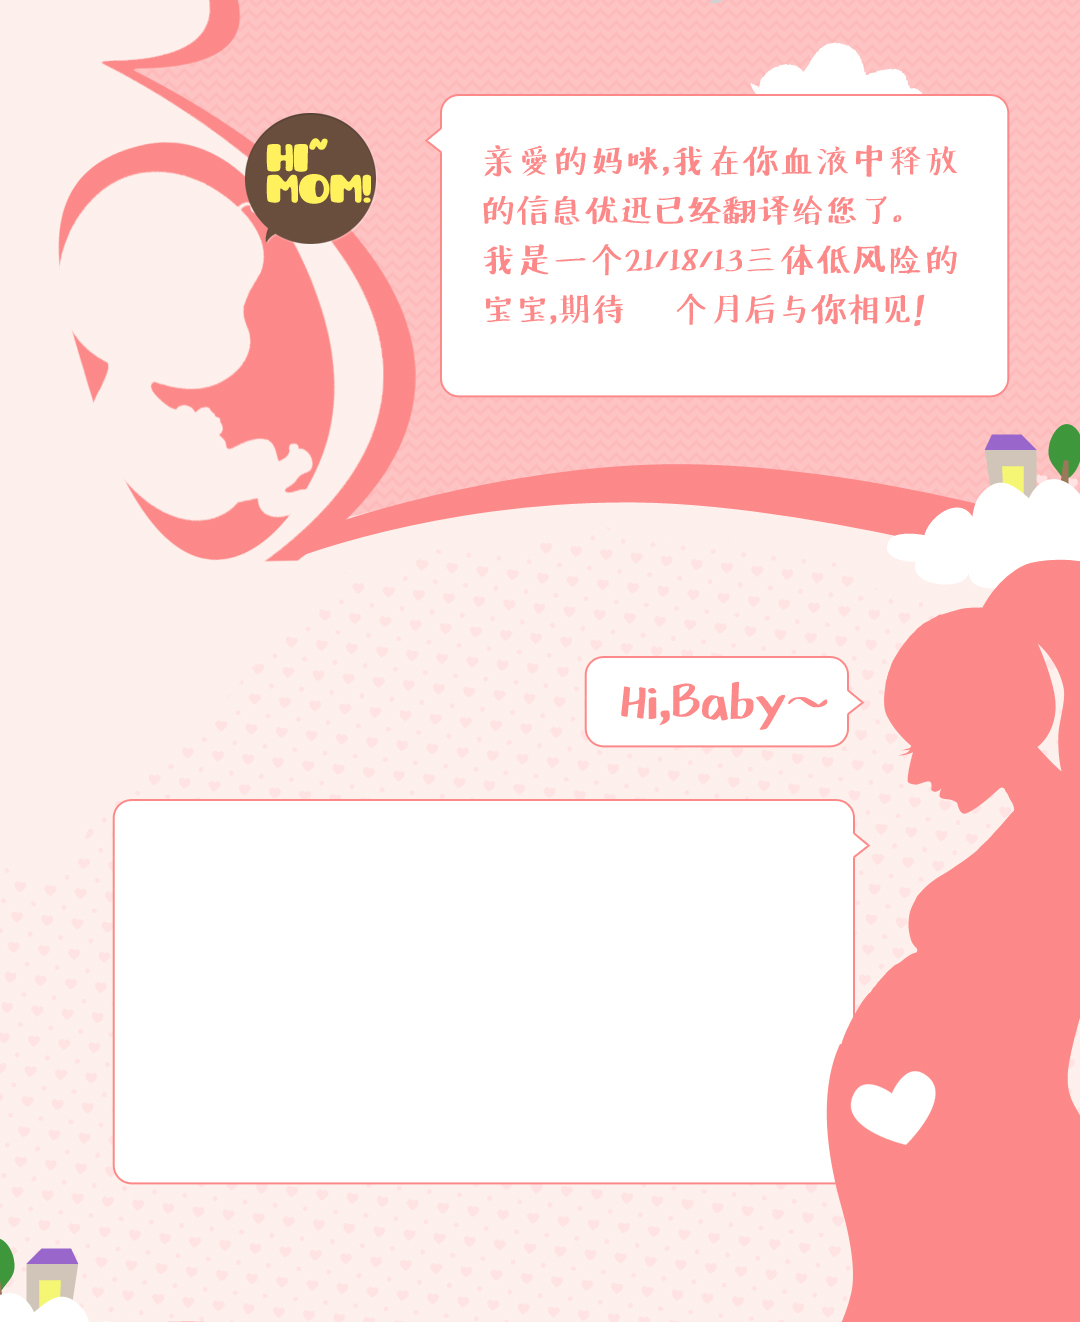 HI~
MOM!
亲愛的妈咪,我在你血液中释放
的信息优迅已经翻译给您了。
我是一个21/18/13三体低风险的
宝宝,期待 个月后与你相见!
Hi,Baby～